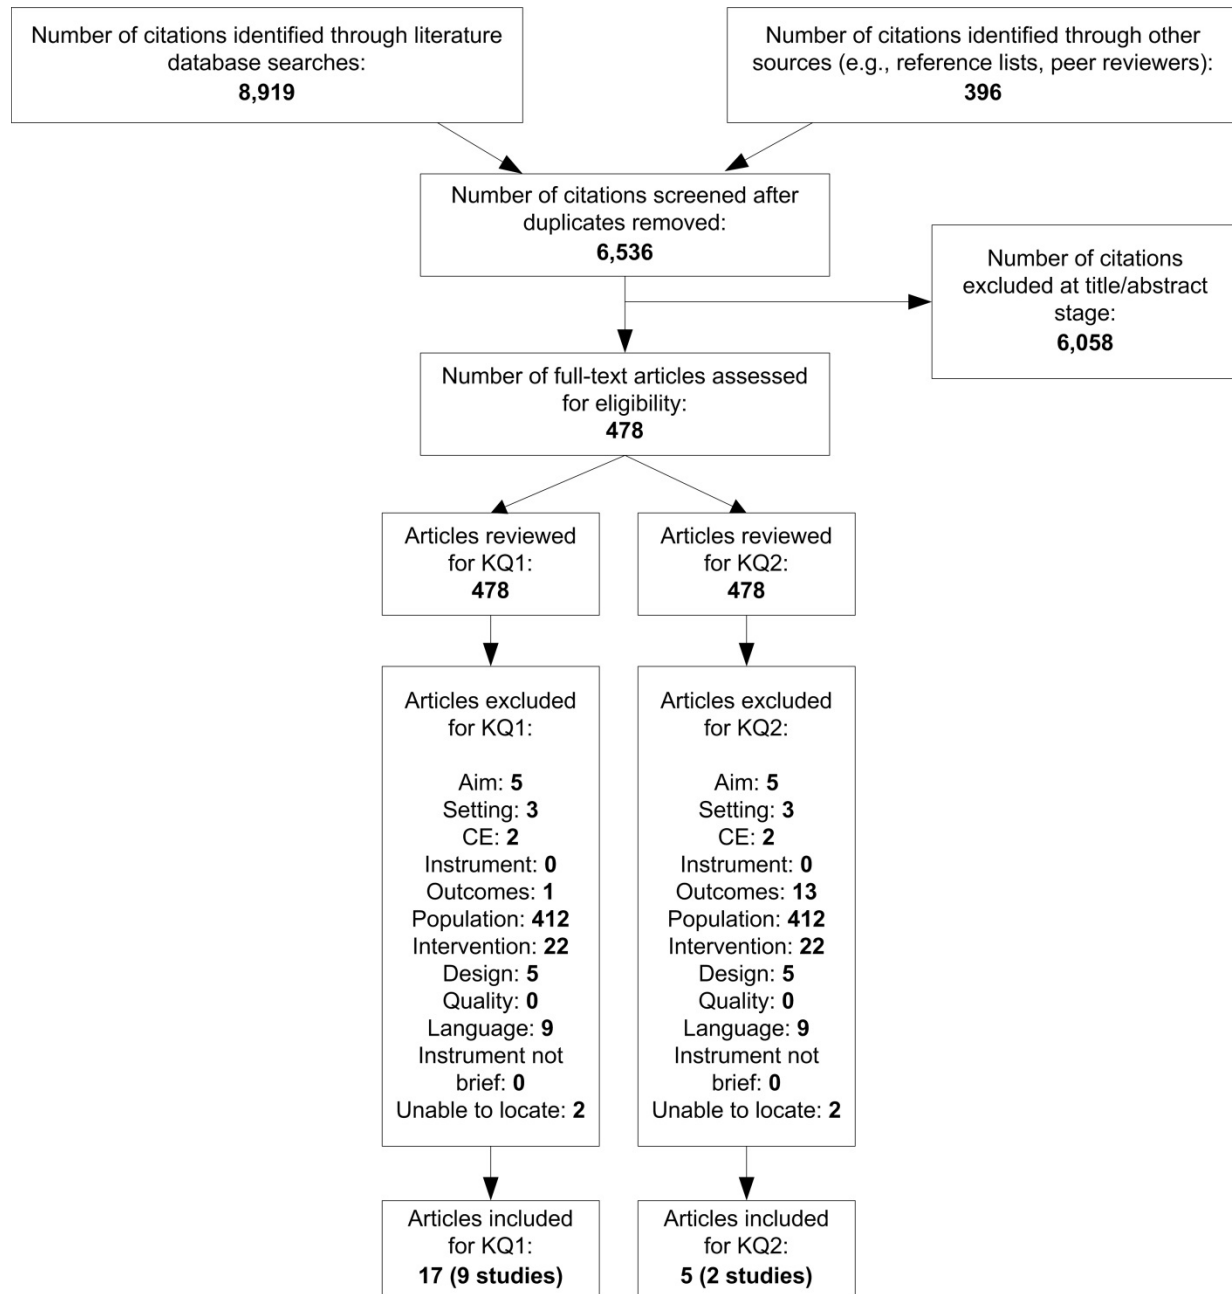 Number of citations identified through literature
database searches:
8,919
Number of citations identified through other
sources (e.g., reference lists, peer reviewers):
396
Number of citations screened after
duplicates removed:
6,536
Number of citations
excluded at title/abstract
stage:
6,058
Number of full-text articles assessed
for eligibility:
478
Articles reviewed
for KQ1:
478
Articles reviewed
for KQ2:
478
Articles excluded
for KQ1:
Aim: 5
Setting: 3
CE: 2
Instrument: 0
Outcomes: 1
Population: 412
Intervention: 22
Design: 5
Quality: 0
Language: 9
Instrument not
brief: 0
Unable to locate: 2
Articles excluded
for KQ2:
Aim: 5
Setting: 3
CE: 2
Instrument: 0
Outcomes: 13
Population: 412
Intervention: 22
Design: 5
Quality: 0
Language: 9
Instrument not
brief: 0
Unable to locate: 2
Articles included
for KQ1:
17 (9 studies)
Articles included
for KQ2:
5 (2 studies)